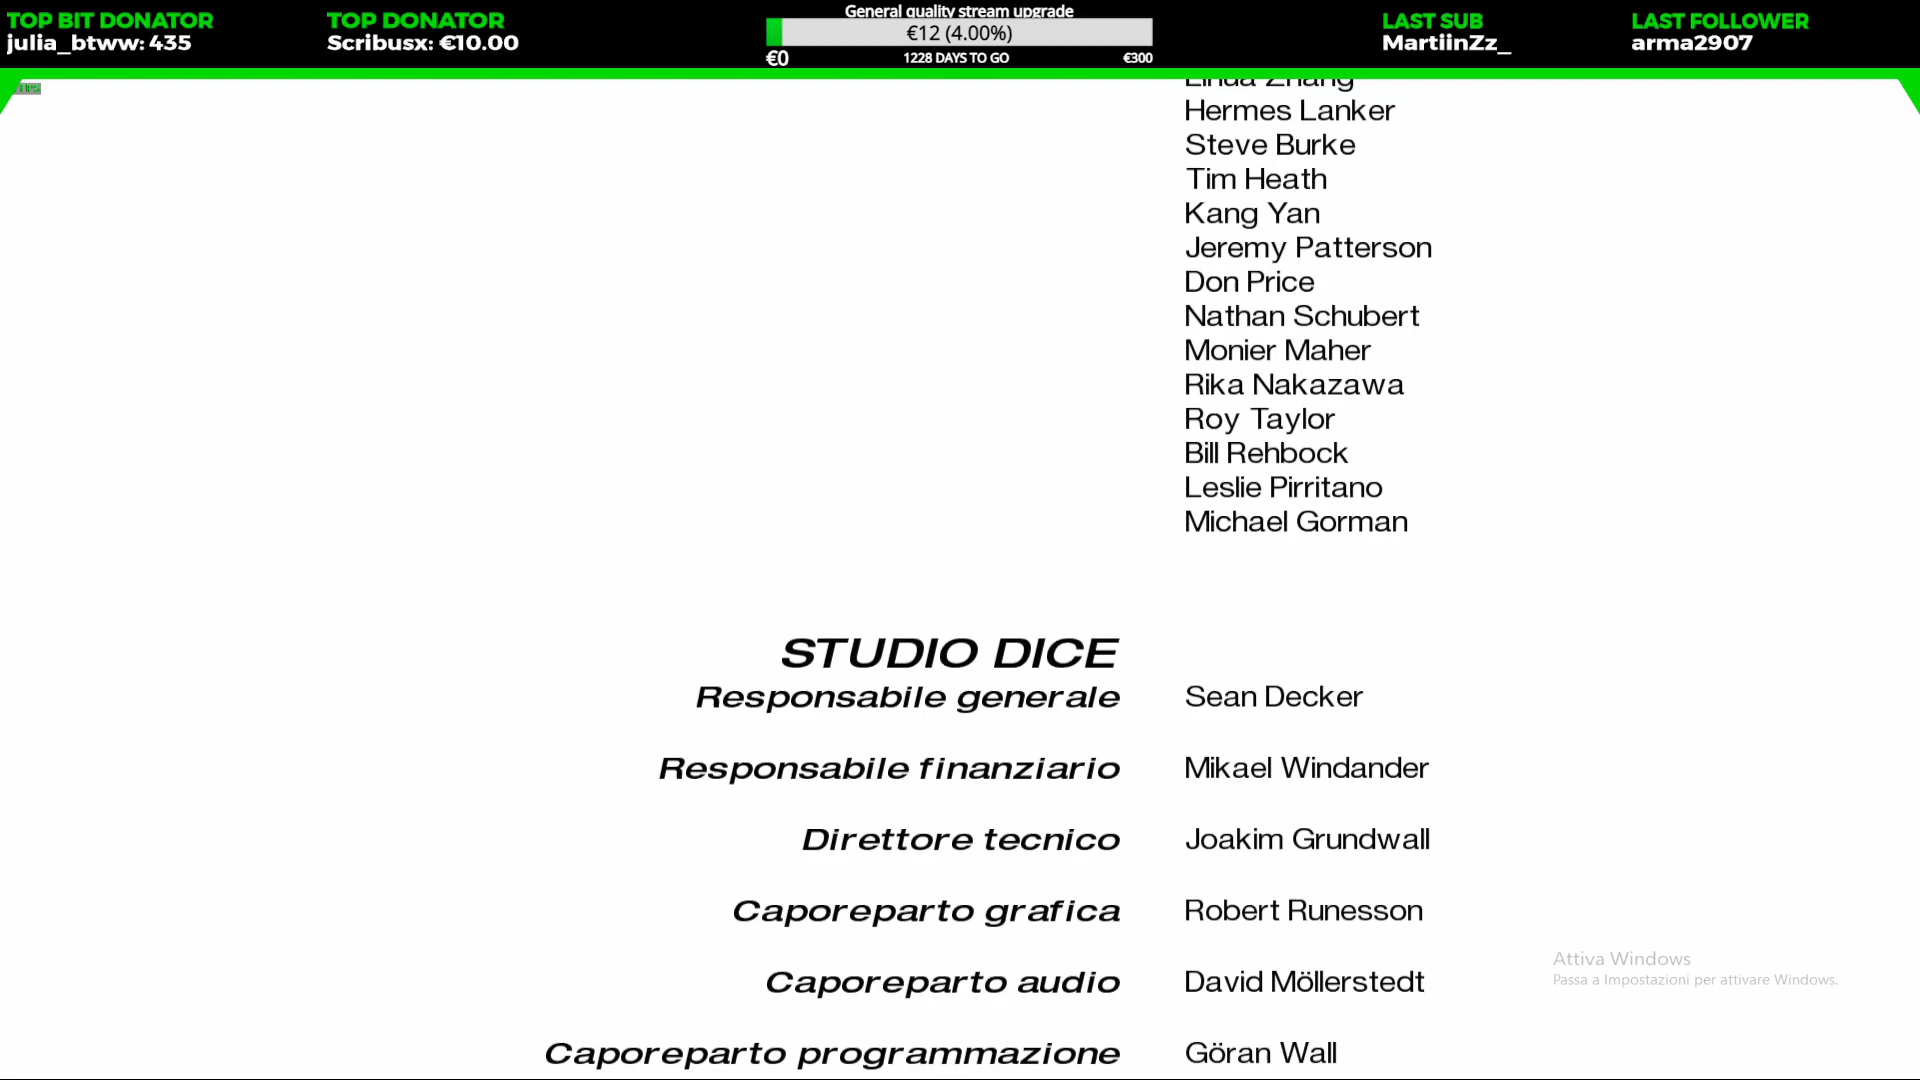 TOP BIT DONATOR
julia_btww: 435
TOP DONATOR
Scribusx: €10.00
General quality stream upgrade
€12 (4.00%)
€0
1228 DAYS TO GO
€300
LAST SUB
MartiinZz_
LAST FOLLOWER
arma2907
Linda Zhang
Hermes Lanker
Steve Burke
Tim Heath
Kang Yan
Jeremy Patterson
Don Price
Nathan Schubert
Monier Maher
Rika Nakazawa
Roy Taylor
Bill Rehbock
Leslie Pirritano
Michael Gorman
STUDIO DICE
Responsabile generale Sean Decker
Responsabile finanziario Mikael Windander
Direttore tecnico Joakim Grundwall
Caporeparto grafica Robert Runesson
Caporeparto audio David Möllerstedt
Caporeparto programmazione Göran Wall
Attiva Windows
Passa a Impostazioni per attivare Windows.